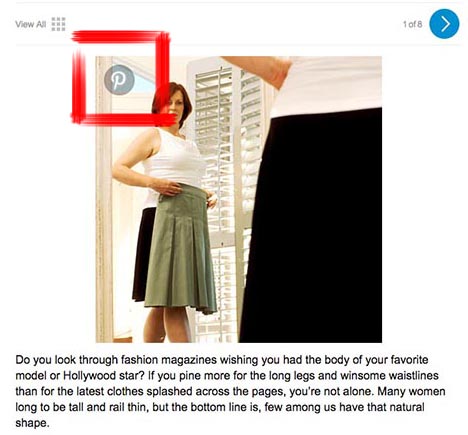 View All
1 of 8
Do you look through fashion magazines wishing you had the body of your favorite
model or Hollywood star? If you pine more for the long legs and winsome waistlines
than for the latest clothes splashed across the pages, you're not alone. Many women
long to be tall and rail thin, but the bottom line is, few among us have that natural
shape.